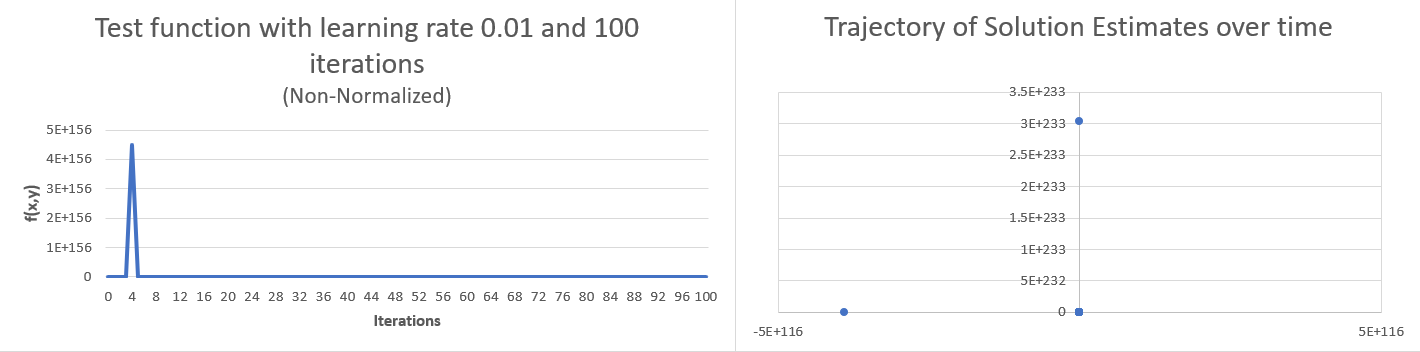 Test function with learning rate 0.01 and 100
iterations
(Non-Normalized)
5E+156
4E+156
3E+156
2E+156
1E+156
0
f(x,y)
0 4 8 12 16 20 24 28 32 36 40 44 48 52 56 60 64 68 72 76 80 84 88 92 96 100
Iterations
Trajectory of Solution Estimates over time
3.5E+233
3E+233
2.5E+233
2E+233
1.5E+233
1E+233
5E+232
0
-5E+116 5E+116